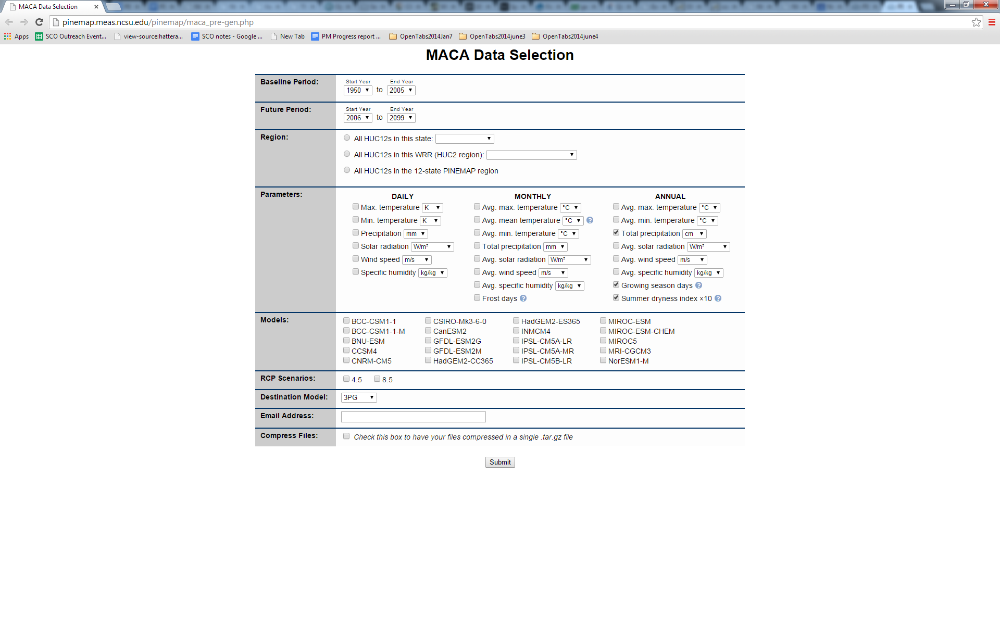 MACA Data Selection
pinemap.meas.ncsu.edu/pinemap/maca_pre-gen.php
Apps SCO Outreach Event... view-source:hattera... SCO notes - Google ... New Tab PM Progress report ... OpenTabs2014Jan7 OpenTabs2014june3 OpenTabs2014june4
MACA Data Selection
Baseline Period:
Start Year End Year
1950 to 2005
Future Period:
Start Year End Year
2006 to 2099
Region:
All HUC12s in this state:
All HUC12s in this WRR (HUC2 region):
All HUC12s in the 12-state PINEMAP region
Parameters:
DAILY
Max. temperature K
Min. temperature K
Precipitation mm
Solar radiation W/m²
Wind speed m/s
Specific humidity kg/kg
MONTHLY
Avg. max. temperature °C
Avg. mean temperature °C ?
Avg. min. temperature °C
Total precipitation mm
Avg. solar radiation W/m²
Avg. wind speed m/s
Avg. specific humidity kg/kg
Frost days ?
ANNUAL
Avg. max. temperature °C
Avg. min. temperature °C
Total precipitation cm
Avg. solar radiation W/m²
Avg. wind speed m/s
Avg. specific humidity kg/kg
Growing season days ?
Summer dryness index ×10 ?
Models:
BCC-CSM1-1 CSIRO-Mk3-6-0 HadGEM2-ES365 MIROC-ESM
BCC-CSM1-1-M CanESM2 INMCM4 MIROC-ESM-CHEM
BNU-ESM GFDL-ESM2G IPSL-CM5A-LR MIROC5
CCSM4 GFDL-ESM2M IPSL-CM5A-MR MRI-CGCM3
CNRM-CM5 HadGEM2-CC365 IPSL-CM5B-LR NorESM1-M
RCP Scenarios: 4.5 8.5
Destination Model: 3PG
Email Address:
Compress Files: Check this box to have your files compressed in a single .tar.gz file
Submit